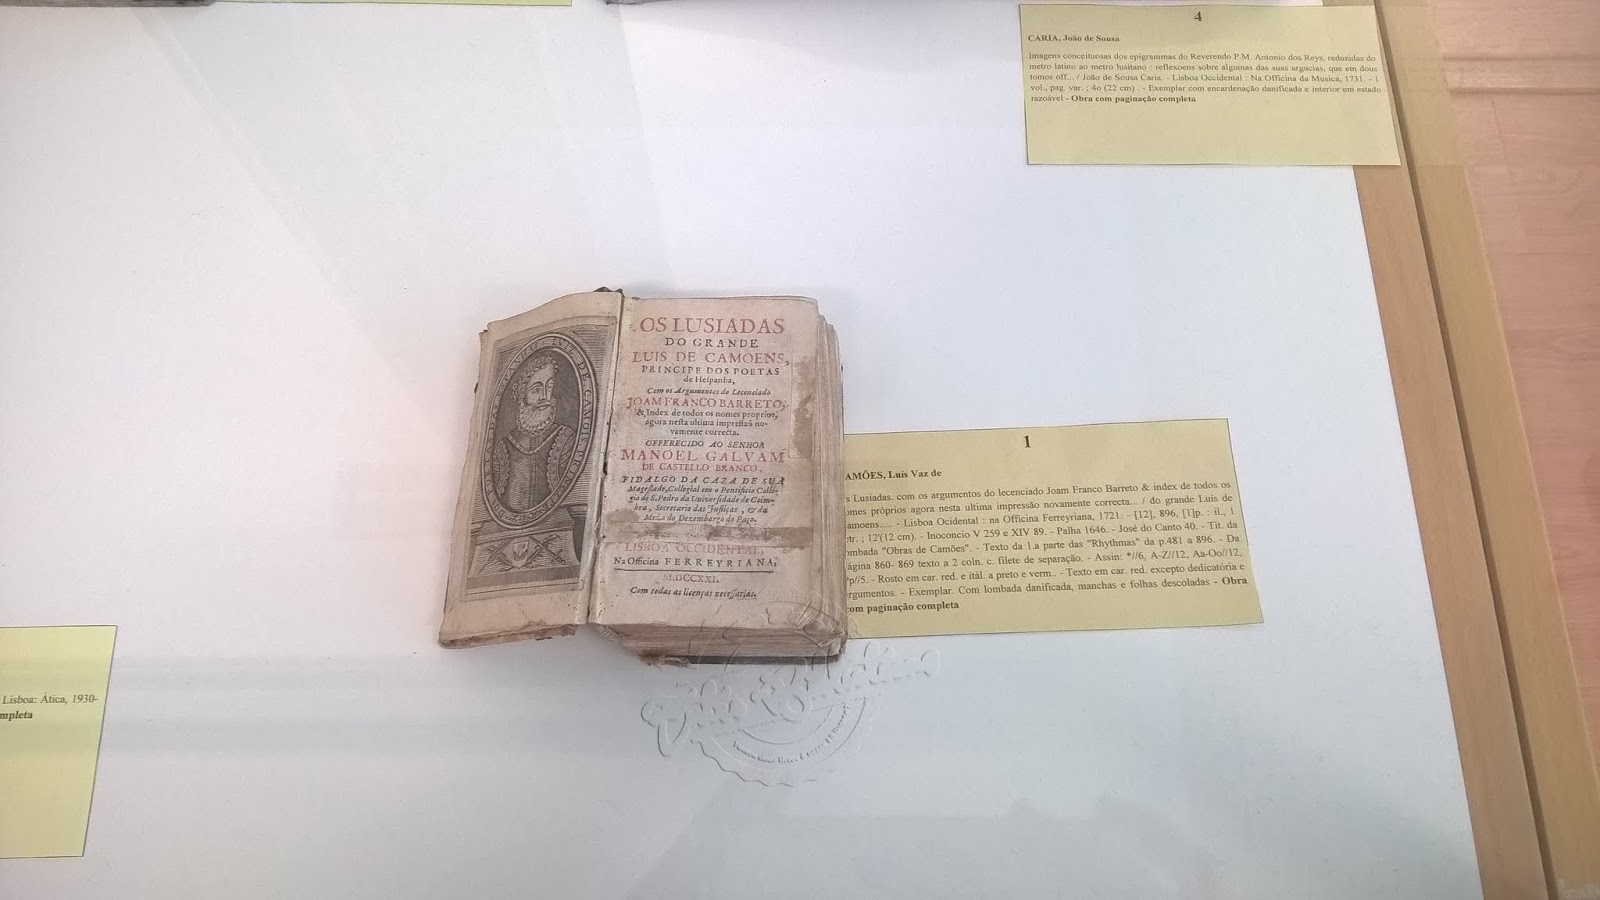 4
CARIA, João de Sousa
Imagens conceituosas dos epigrammas do Reverendo P.M. Antonio dos Reys, reduzidas do
metro latino ao metro lusitano : reflexoens sobre algumas das suas argucias, que em dous
tomos off... / João de Sousa Caria. - Lisboa Occidental : Na Officina da Musica, 1731. - 1
vol., pag. var. ; 4o (22 cm) . - Exemplar com encardenação danificada e interior em estado
razoável - Obra com paginação completa
OS LUSIADAS
DO GRANDE
LUIS DE CAMOENS,
PRINCIPE DOS POETAS
de Hespanha,
Com os Argumentos do Lecenciado
JOAM FRANCO BARRETO,
& Index de todos os nomes proprios,
agora nesta ultima impressaõ no-
vamente correcta.
OFFERECIDO AO SENHOR
MANOEL GALVAM
DE CASTELLO BRANCO,
FIDALGO DA CAZA DE SUA
Magestade, Collegial em o Pontificio Colle-
gio de S. Pedro da Universidade de Coim-
bra, Secretario das Justiças, & da
Meza do Dezembargo do Paço.
LISBOA OCCIDENTAL,
Na Officina FERREYRIANA,
M.DCCXXI.
Com todas as licenças necessarias.
1
AMÕES, Luís Vaz de
s Lusiadas. com os argumentos do lecenciado Joam Franco Barreto & index de todos os
omes próprios agora nesta ultima impressão novamente correcta... / do grande Luis de
amoens..... - Lisboa Ocidental : na Officina Ferreyriana, 1721. - [12], 896, [1]p. : il., 1
etr. ; 12'(12 cm). - Inoconcio V 259 e XIV 89. - Palha 1646. - José do Canto 40. - Tit. da
ombada "Obras de Camões". - Texto da 1.a parte das "Rhythmas" da p.481 a 896. - Da
ágina 860- 869 texto a 2 coln. c. filete de separação. - Assin: *//6, A-Z//12, Aa-Oo//12,
p//5. - Rosto em car. red. e itál. a preto e verm.. - Texto em car. red. excepto dedicatória e
rgumentos. - Exemplar. Com lombada danificada, manchas e folhas descoladas - Obra
com paginação completa
Lisboa: Ática, 1930-
mpleta